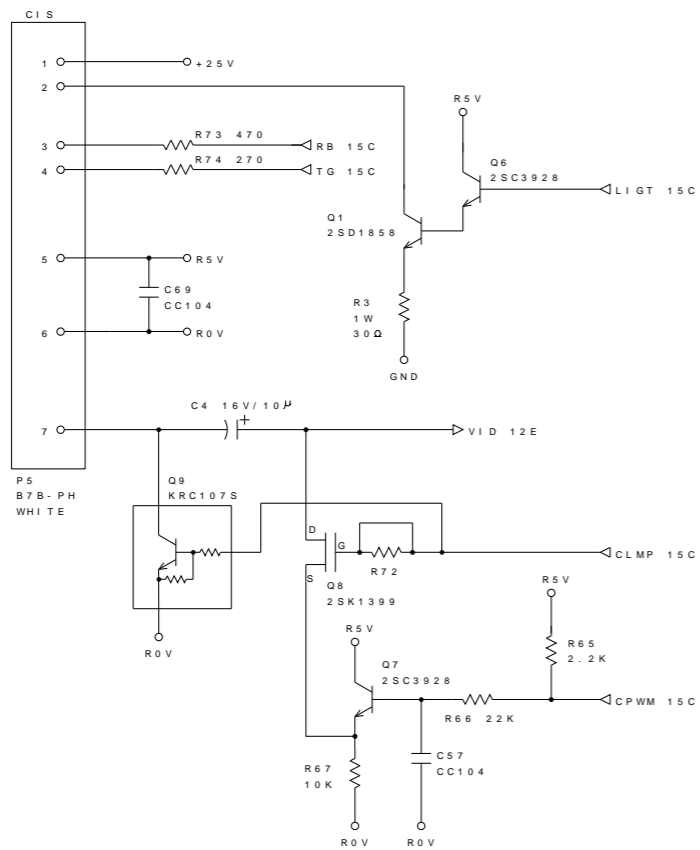 CIS
1
+25V
2
R5V
R73 470
3
RB 15C
R74 270
Q6
2SC3928
4
TG 15C
LIGT 15C
Q1
2SD1858
5
R5V
C69
CC104
R3
1W
30Ω
6
R0V
GND
C4 16V/10μ
+
7
VID 12E
P5
B7B-PH
WHITE
Q9
KRC107S
D
G
CLMP 15C
R72
S
Q8
2SK1399
R5V
R0V
R5V
R65
2.2K
Q7
2SC3928
CPWM 15C
R66 22K
R67
10K
C57
CC104
R0V
R0V